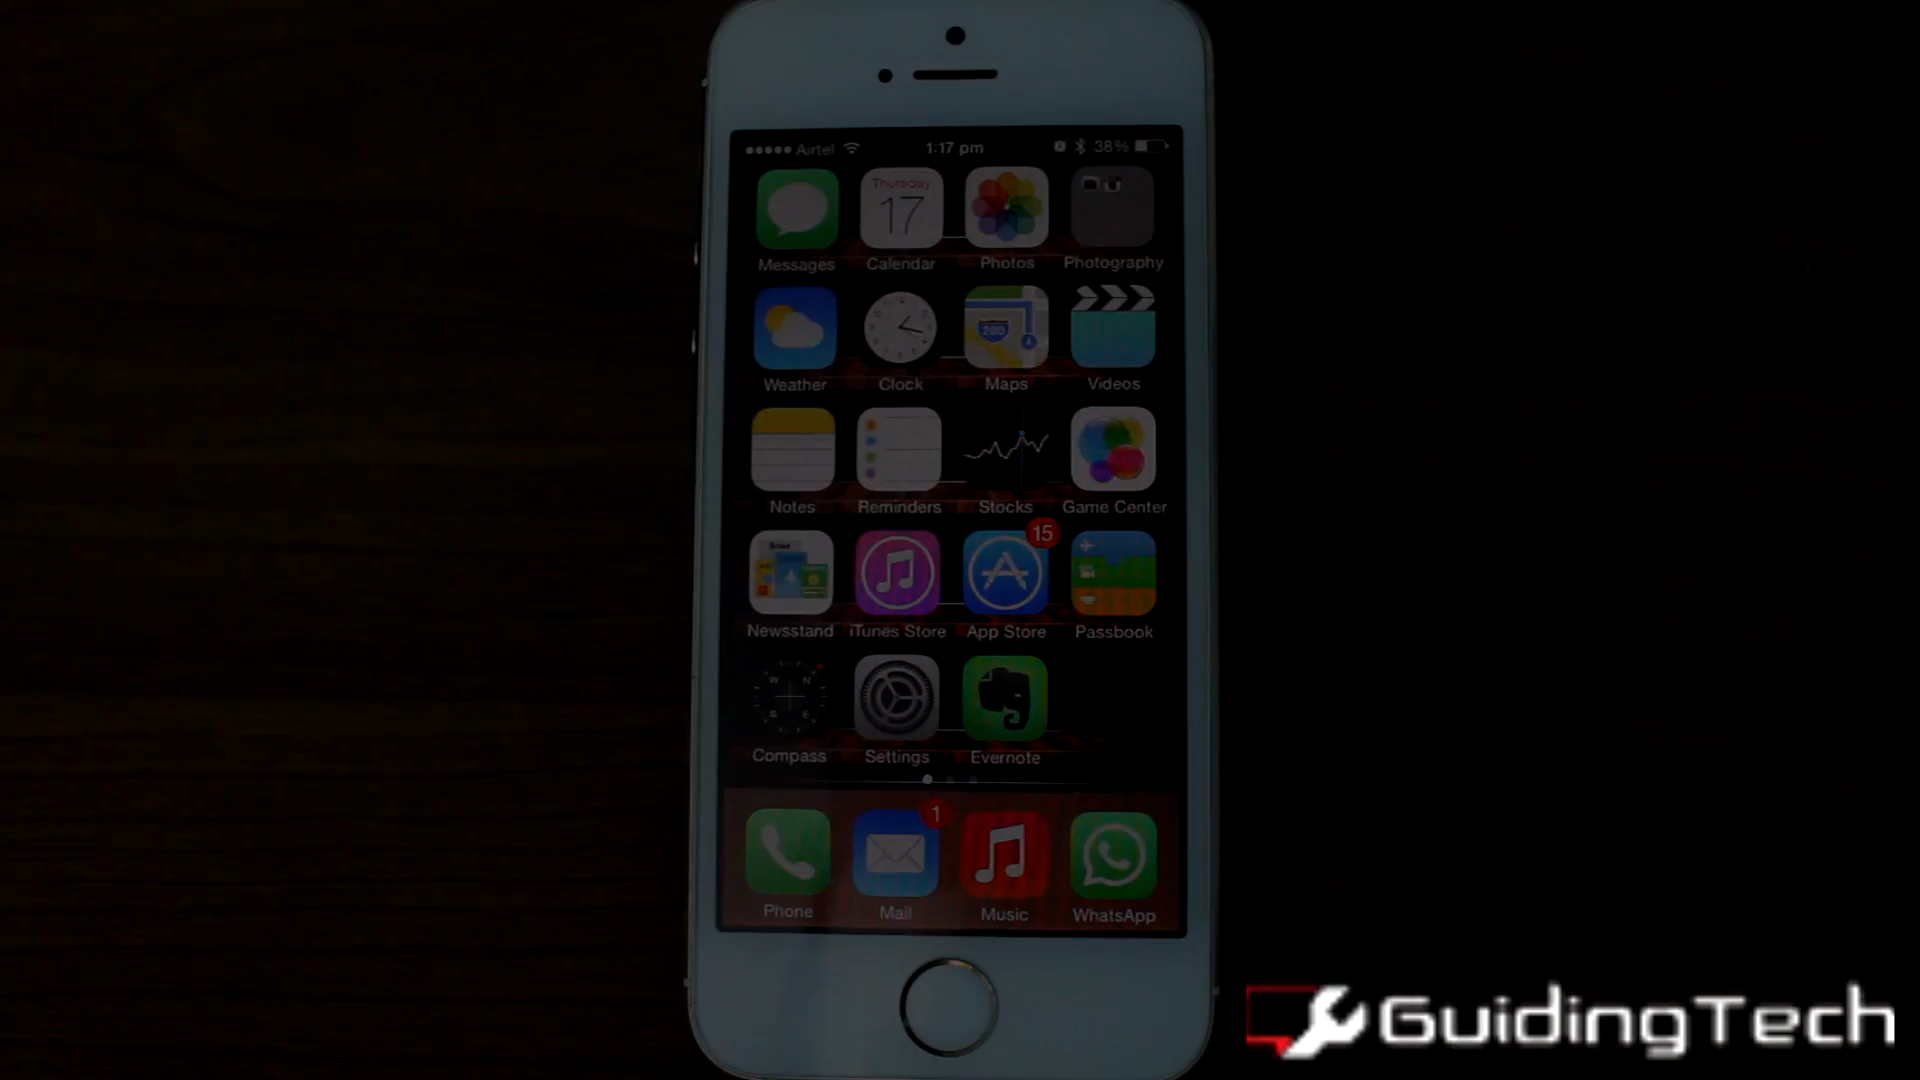 Airtel 1:17 pm 38%
Thursday
17
Messages Calendar Photos Photography
280
Weather Clock Maps Videos
Notes Reminders Stocks Game Center
15
Newsstand iTunes Store App Store Passbook
W N
S E
Compass Settings Evernote
1
Phone Mail Music WhatsApp
GuidingTech